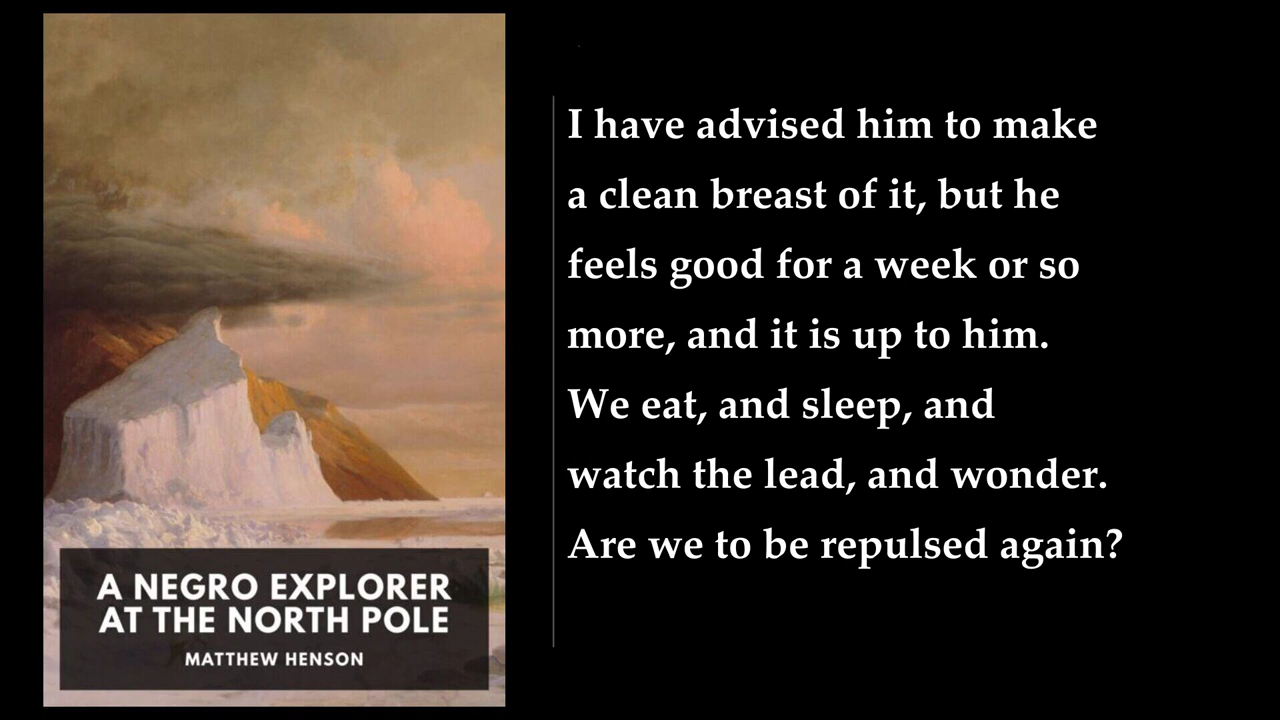 A NEGRO EXPLORER
AT THE NORTH POLE
MATTHEW HENSON
I have advised him to make
a clean breast of it, but he
feels good for a week or so
more, and it is up to him.
We eat, and sleep, and
watch the lead, and wonder.
Are we to be repulsed again?